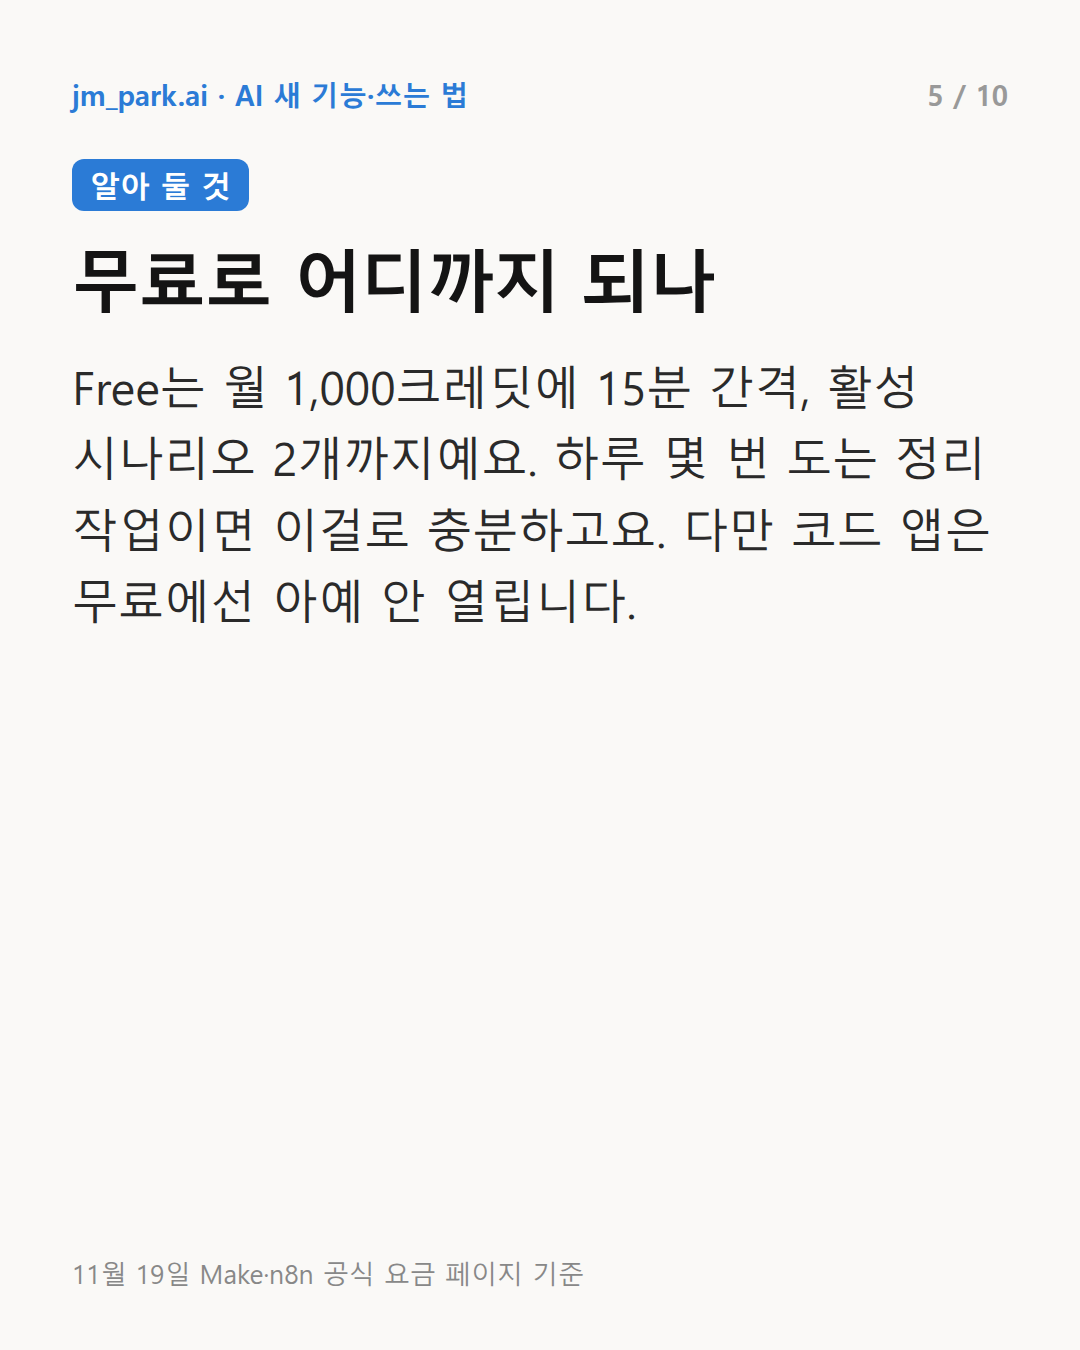 jm_park.ai · AI 새 기능·쓰는 법
5 / 10
알아 둘 것
무료로 어디까지 되나
Free는 월 1,000크레딧에 15분 간격, 활성
시나리오 2개까지예요. 하루 몇 번 도는 정리
작업이면 이걸로 충분하고요. 다만 코드 앱은
무료에선 아예 안 열립니다.
11월 19일 Make·n8n 공식 요금 페이지 기준